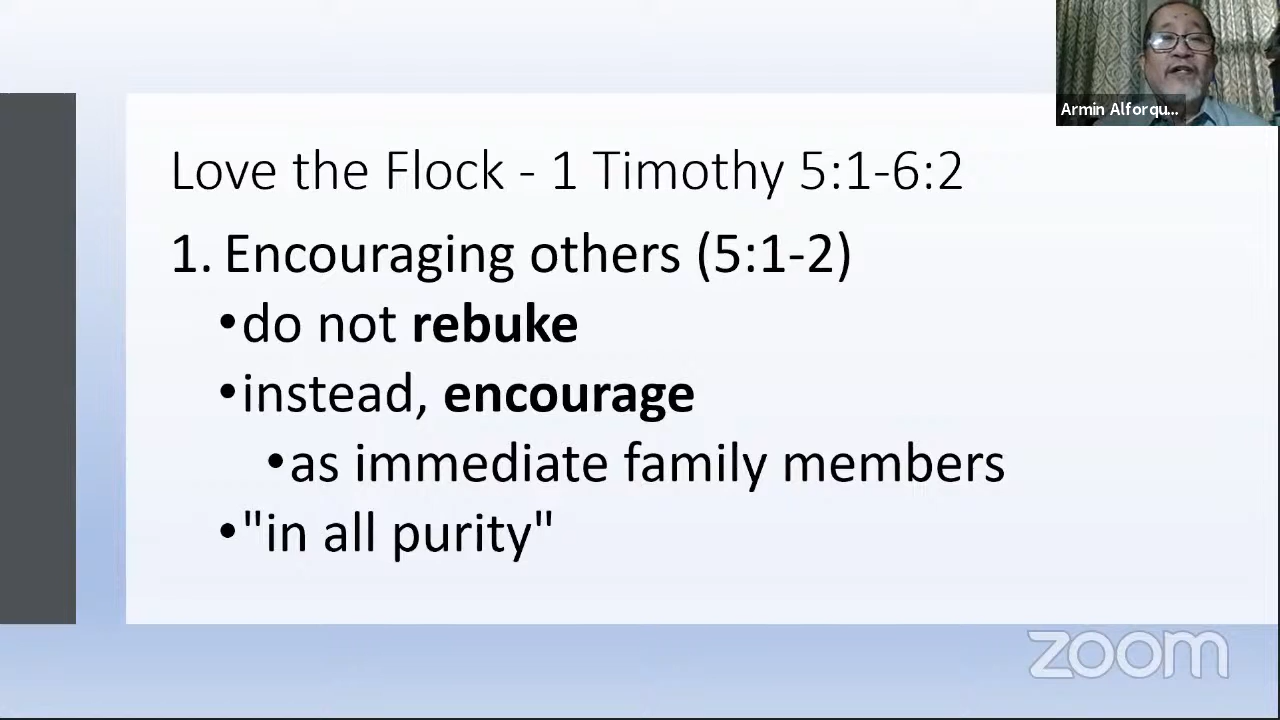 Armin Alforqu...
Love the Flock - 1 Timothy 5:1-6:2
1. Encouraging others (5:1-2)
•do not rebuke
•instead, encourage
•as immediate family members
•"in all purity"
zoom